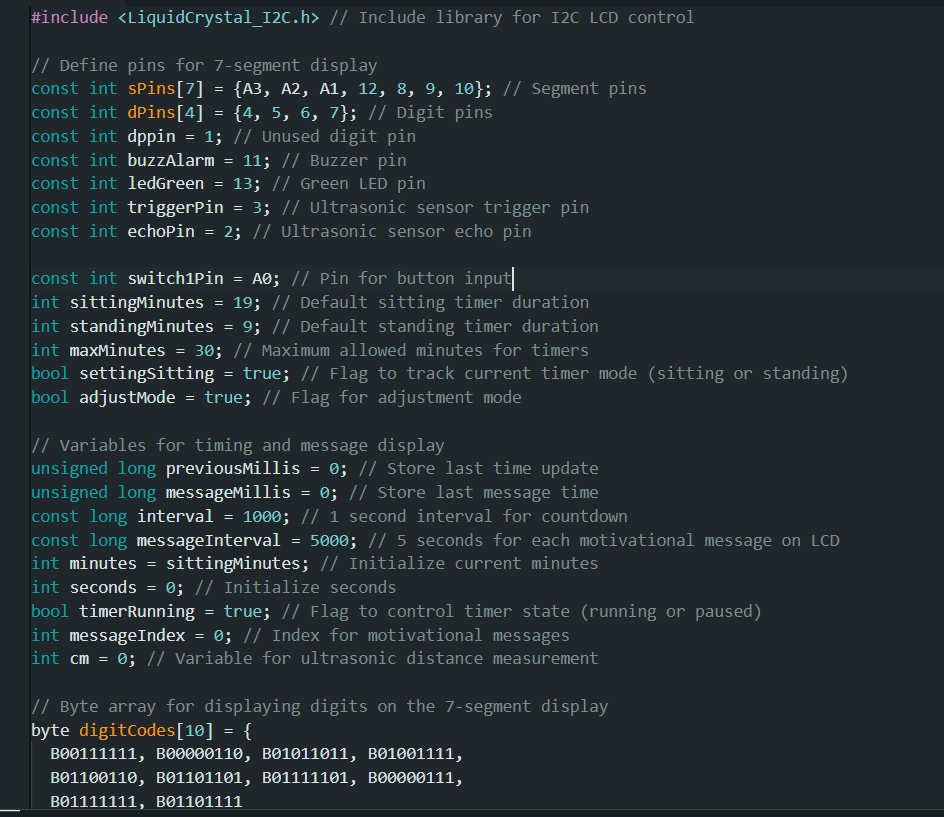 #include <LiquidCrystal_I2C.h> // Include library for I2C LCD control
// Define pins for 7-segment display
const int sPins[7] = {A3, A2, A1, 12, 8, 9, 10}; // Segment pins
const int dPins[4] = {4, 5, 6, 7}; // Digit pins
const int dppin = 1; // Unused digit pin
const int buzzAlarm = 11; // Buzzer pin
const int ledGreen = 13; // Green LED pin
const int triggerPin = 3; // Ultrasonic sensor trigger pin
const int echoPin = 2; // Ultrasonic sensor echo pin
const int switch1Pin = A0; // Pin for button input
int sittingMinutes = 19; // Default sitting timer duration
int standingMinutes = 9; // Default standing timer duration
int maxMinutes = 30; // Maximum allowed minutes for timers
bool settingSitting = true; // Flag to track current timer mode (sitting or standing)
bool adjustMode = true; // Flag for adjustment mode
// Variables for timing and message display
unsigned long previousMillis = 0; // Store last time update
unsigned long messageMillis = 0; // Store last message time
const long interval = 1000; // 1 second interval for countdown
const long messageInterval = 5000; // 5 seconds for each motivational message on LCD
int minutes = sittingMinutes; // Initialize current minutes
int seconds = 0; // Initialize seconds
bool timerRunning = true; // Flag to control timer state (running or paused)
int messageIndex = 0; // Index for motivational messages
int cm = 0; // Variable for ultrasonic distance measurement
// Byte array for displaying digits on the 7-segment display
byte digitCodes[10] = {
B00111111, B00000110, B01011011, B01001111,
B01100110, B01101101, B01111101, B00000111,
B01111111, B01101111